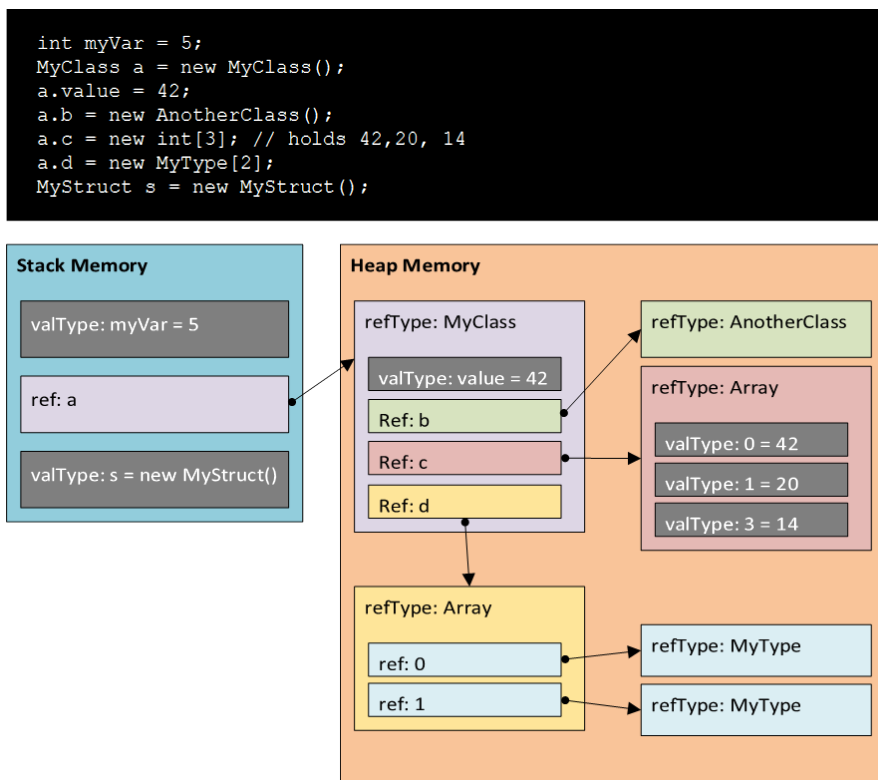 int myVar = 5;
MyClass a = new MyClass();
a.value = 42;
a.b = new AnotherClass();
a.c = new int[3]; // holds 42,20, 14
a.d = new MyType[2];
MyStruct s = new MyStruct();
Stack Memory
valType: myVar = 5
ref: a
valType: s = new MyStruct()
Heap Memory
refType: MyClass
valType: value = 42
Ref: b
Ref: c
Ref: d
refType: AnotherClass
refType: Array
valType: 0 = 42
valType: 1 = 20
valType: 3 = 14
refType: Array
ref: 0
ref: 1
refType: MyType
refType: MyType